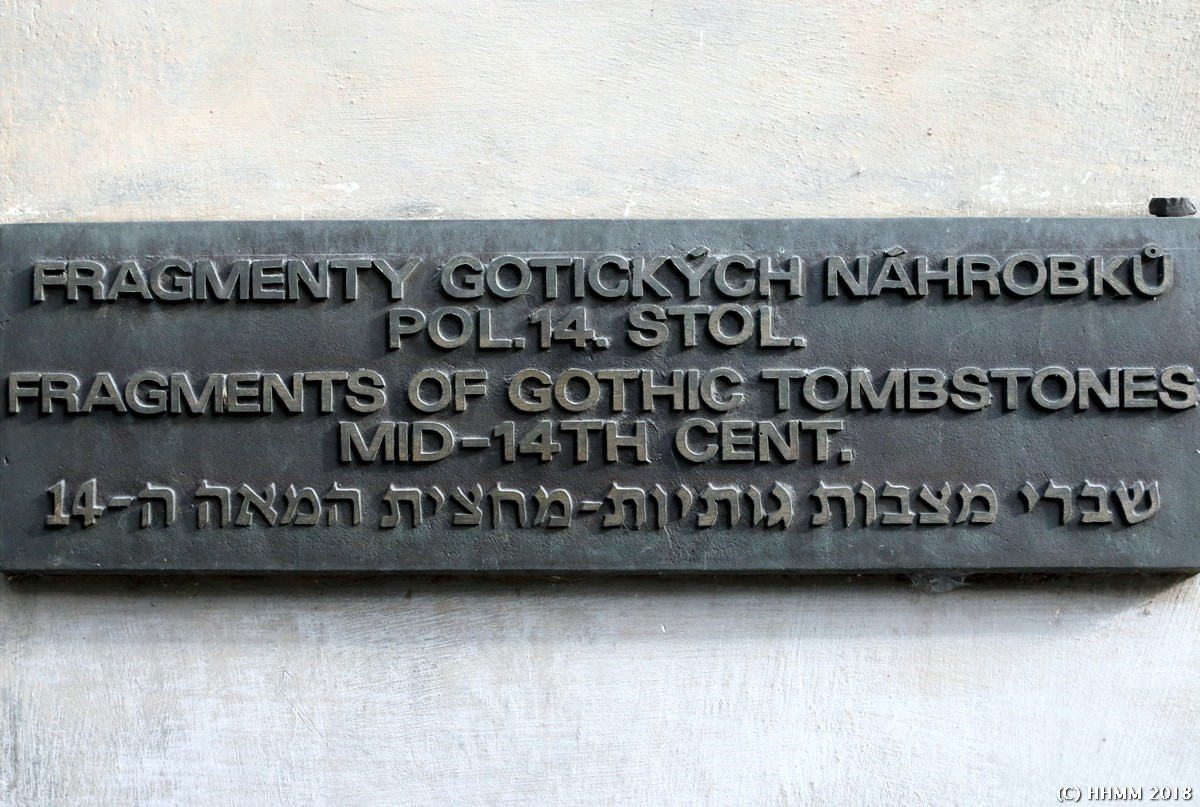 FRAGMENTY GOTICKÝCH NÁHROBKŮ
POL. 14. STOL.
FRAGMENTS OF GOTHIC TOMBSTONES
MID-14TH CENT.
שברי מצבות גותיות-מחצית המאה ה-14
(C) HHMM 2018